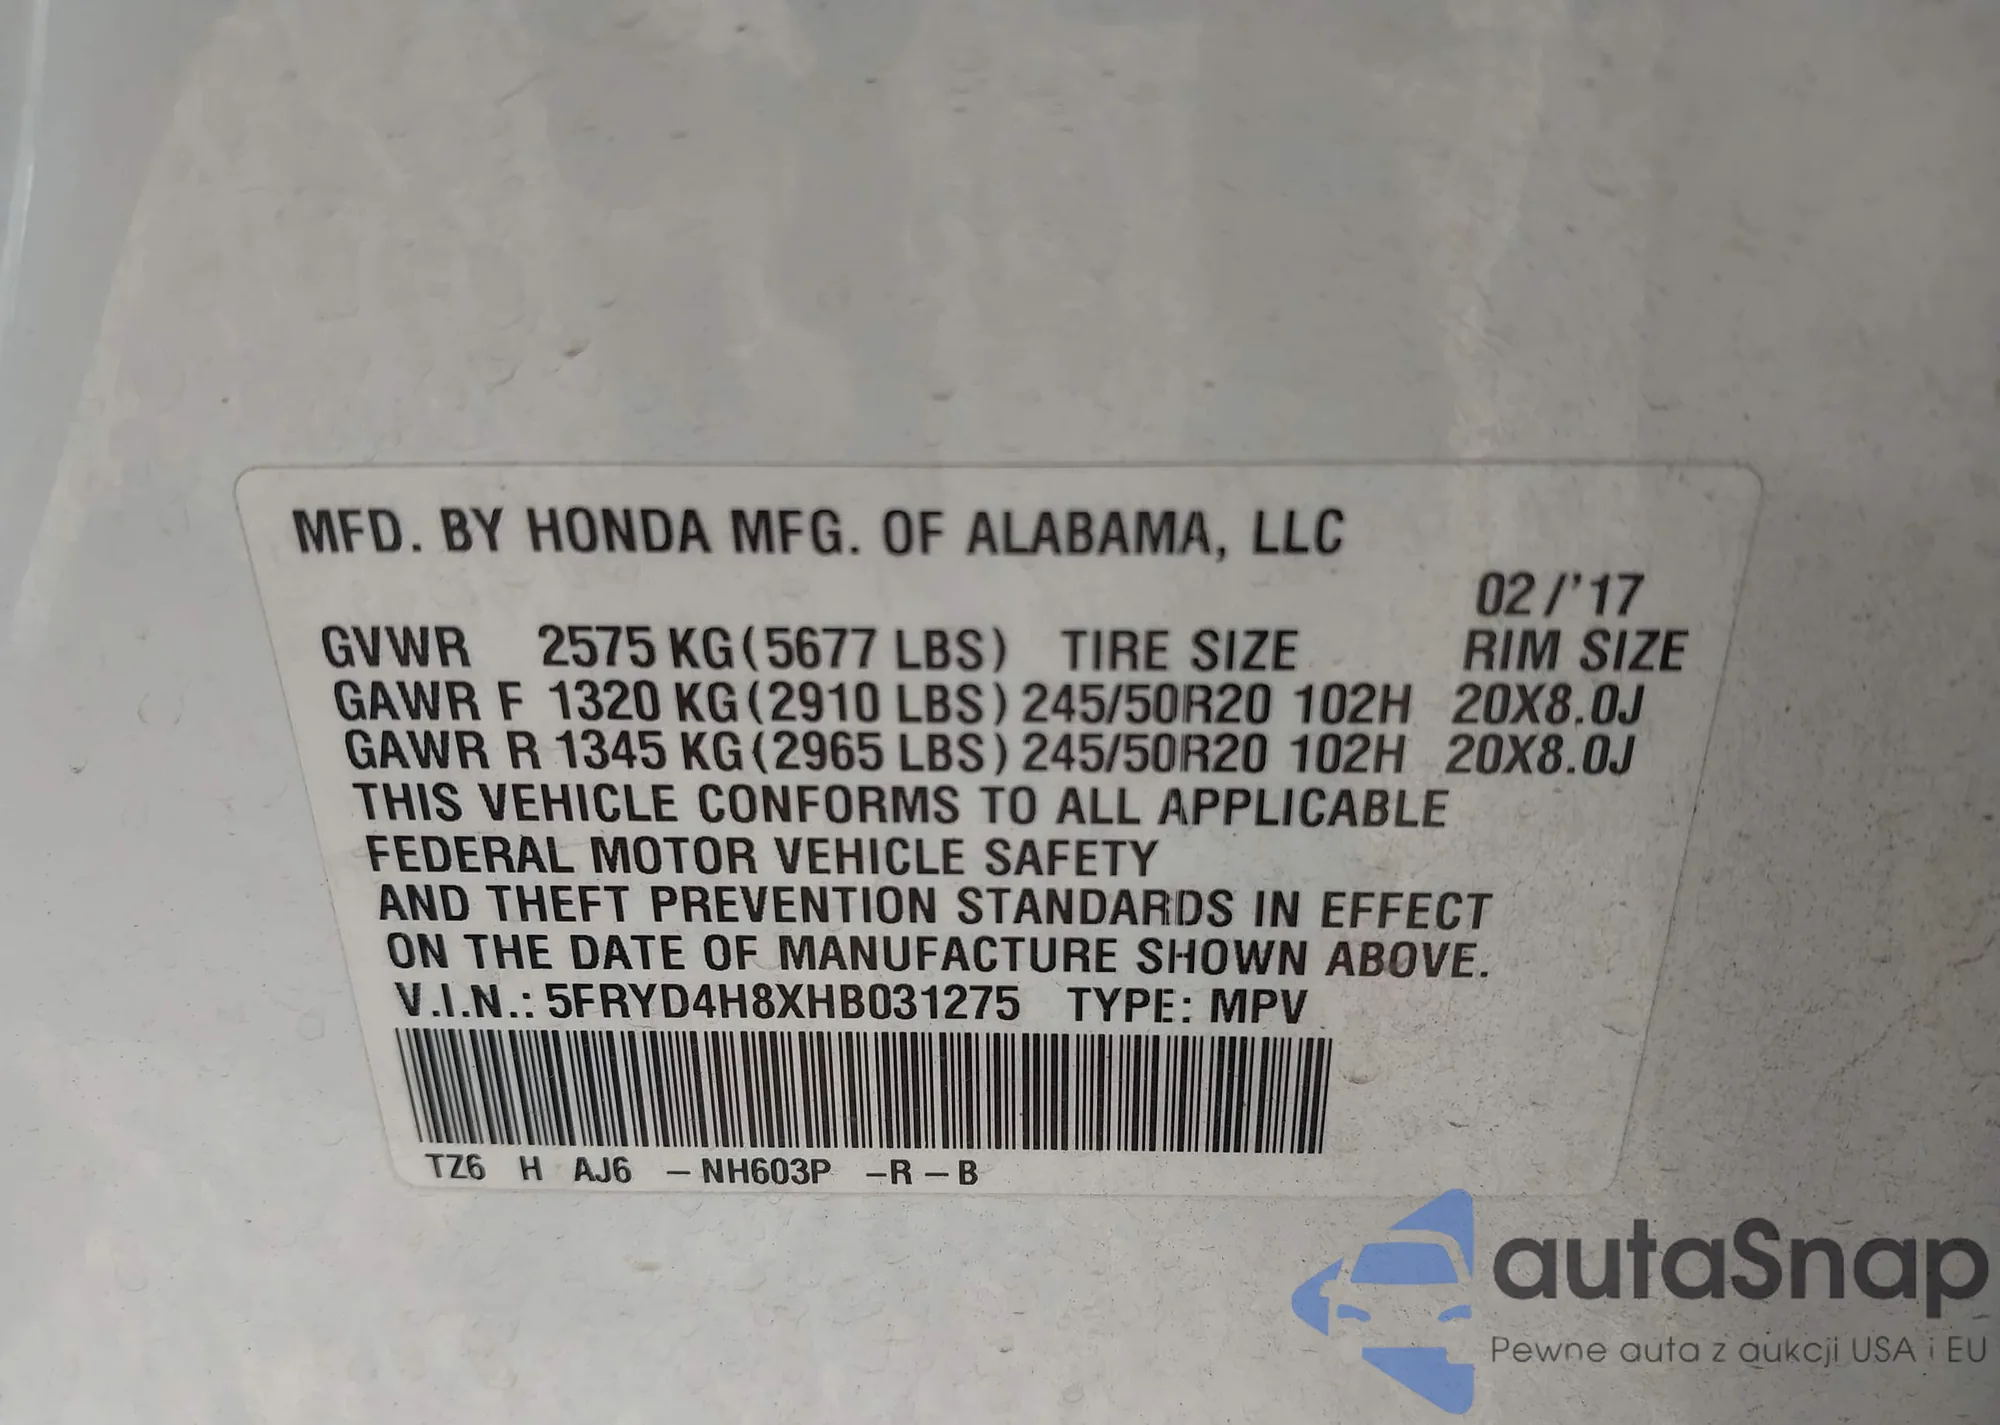 MFD. BY HONDA MFG. OF ALABAMA, LLC
02/'17
GVWR 2575 KG(5677 LBS) TIRE SIZE RIM SIZE
GAWR F 1320 KG(2910 LBS) 245/50R20 102H 20X8.0J
GAWR R 1345 KG(2965 LBS) 245/50R20 102H 20X8.0J
THIS VEHICLE CONFORMS TO ALL APPLICABLE
FEDERAL MOTOR VEHICLE SAFETY
AND THEFT PREVENTION STANDARDS IN EFFECT
ON THE DATE OF MANUFACTURE SHOWN ABOVE.
V.I.N.: 5FRYD4H8XHB031275 TYPE: MPV
TZ6 H AJ6 –NH603P –R–B
autaSnap
Pewne auta z aukcji USA i EU